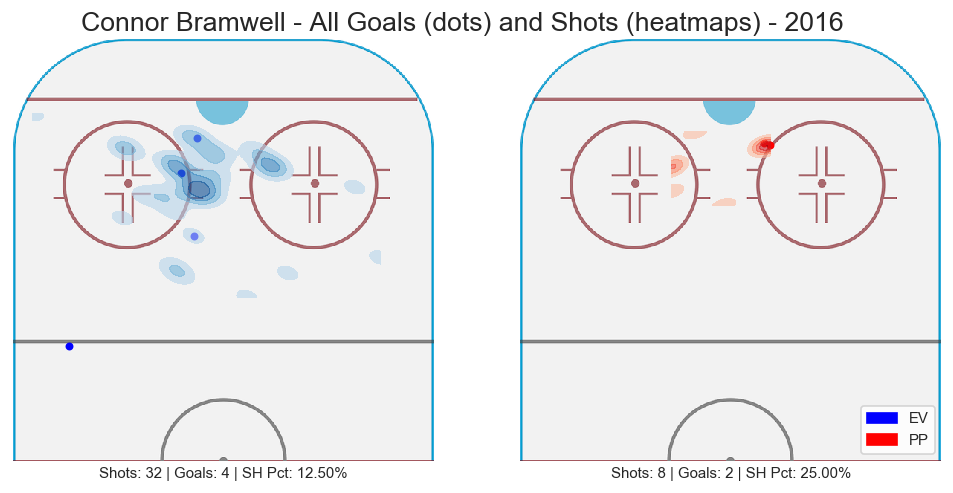 Connor Bramwell - All Goals (dots) and Shots (heatmaps) - 2016
EV
PP
Shots: 32 | Goals: 4 | SH Pct: 12.50%
Shots: 8 | Goals: 2 | SH Pct: 25.00%